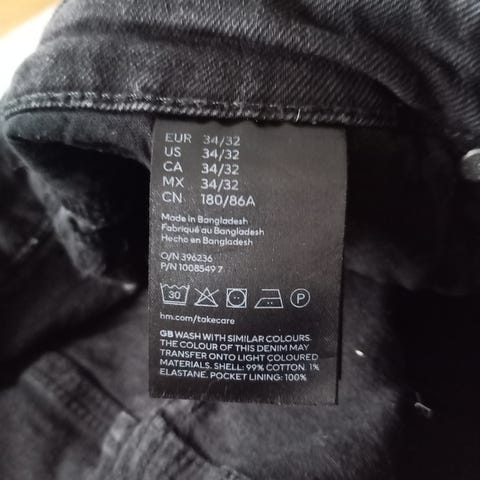 EUR 34/32
US 34/32
CA 34/32
MX 34/32
CN 180/86A
Made in Bangladesh
Fabriqué au Bangladesh
Hecho en Bangladesh
O/N 396236
P/N 1008549 7
30 P
hm.com/takecare
GB WASH WITH SIMILAR COLOURS.
THE COLOUR OF THIS DENIM MAY
TRANSFER ONTO LIGHT COLOURED
MATERIALS. SHELL: 99% COTTON. 1%
ELASTANE. POCKET LINING: 100%